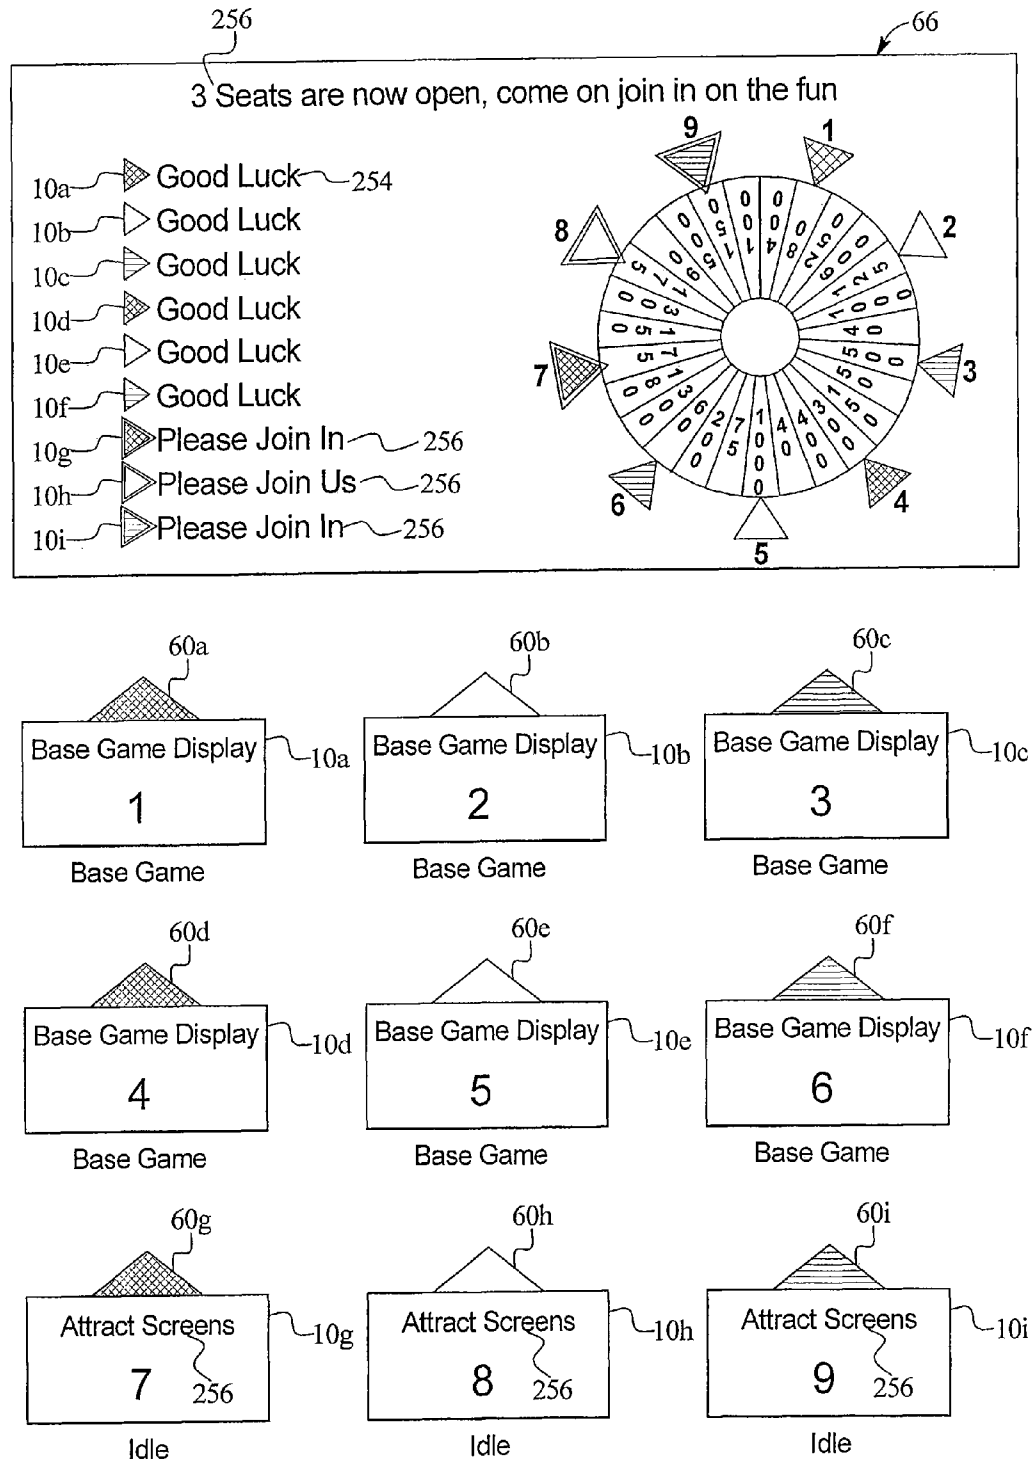 256
66
3 Seats are now open, come on join in on the fun
10a Good Luck 254
10b Good Luck
10c Good Luck
10d Good Luck
10e Good Luck
10f Good Luck
10g Please Join In 256
10h Please Join Us 256
10i Please Join In 256
9 1
8 2
7 3
6 4
5
60a 60b 60c
Base Game Display 10a Base Game Display 10b Base Game Display 10c
1 2 3
Base Game Base Game Base Game
60d 60e 60f
Base Game Display 10d Base Game Display 10e Base Game Display 10f
4 5 6
Base Game Base Game Base Game
60g 60h 60i
Attract Screens 10g Attract Screens 10h Attract Screens 10i
7 256 8 256 9 256
Idle Idle Idle